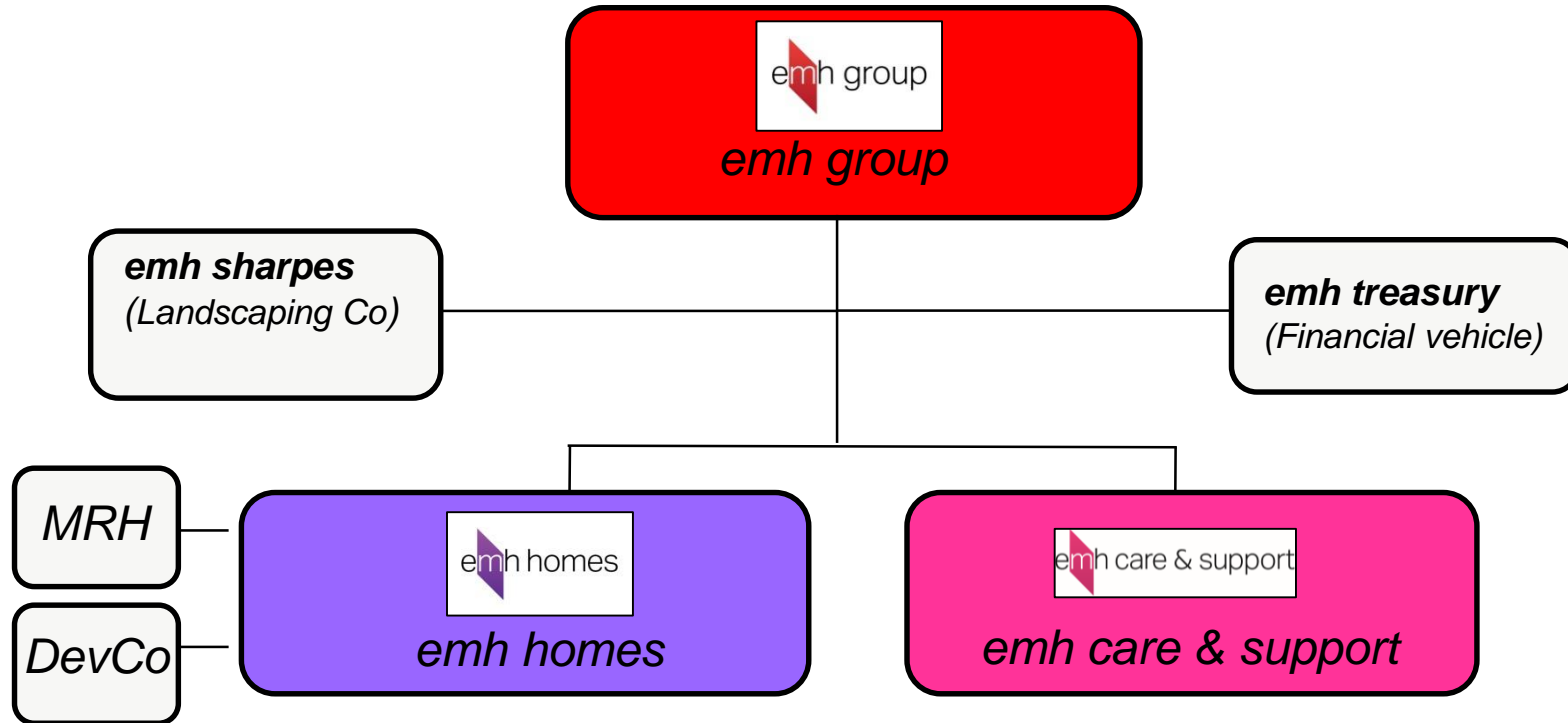 emh group
emh group
emh sharpes
(Landscaping Co)
emh treasury
(Financial vehicle)
MRH
DevCo
emh homes
emh homes
emh care & support
emh care & support